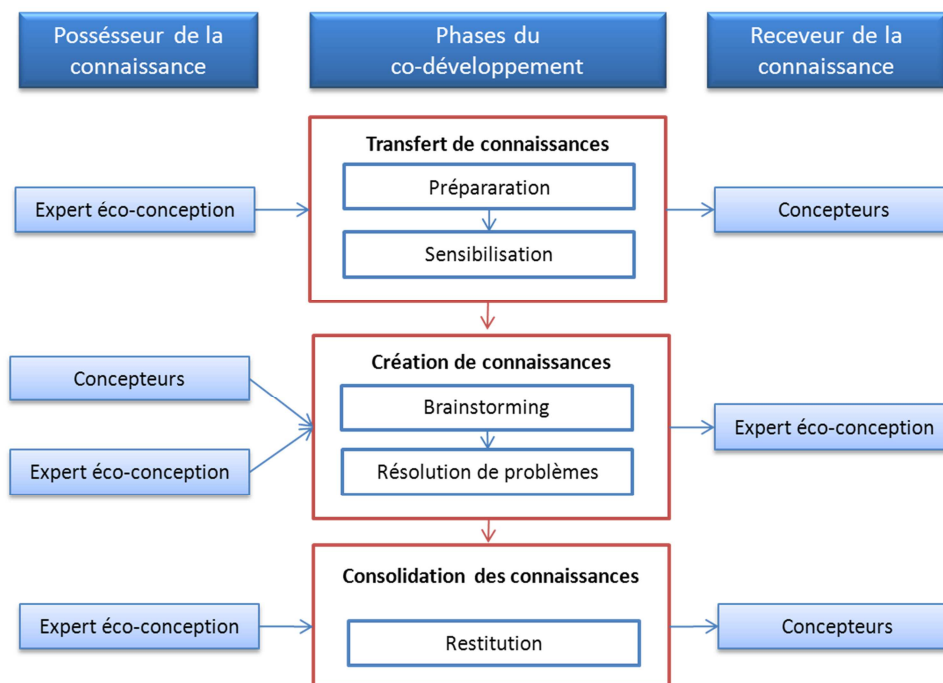 Possésseur de la
connaissance
Phases du
co-développement
Receveur de la
connaissance
Transfert de connaissances
Prépararation
Expert éco-conception
Concepteurs
Sensibilisation
Création de connaissances
Concepteurs
Brainstorming
Expert éco-conception
Expert éco-conception
Résolution de problèmes
Consolidation des connaissances
Expert éco-conception
Restitution
Concepteurs